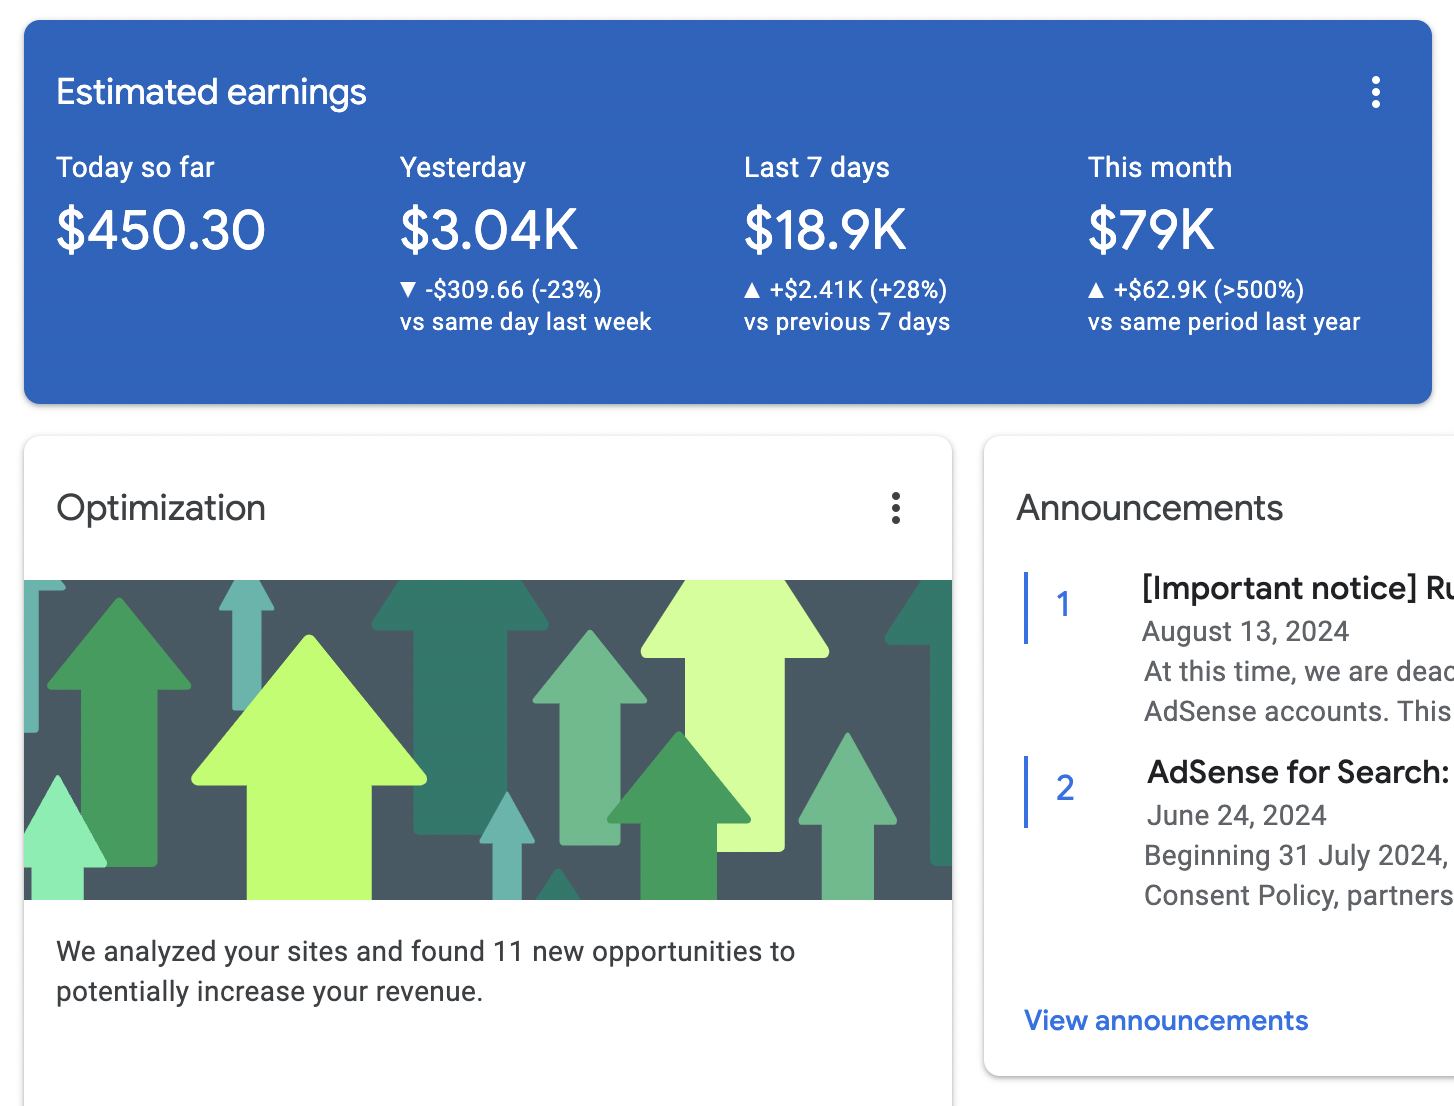 Estimated earnings
Today so far
$450.30
Yesterday
$3.04K
▼ -$309.66 (-23%)
vs same day last week
Last 7 days
$18.9K
▲ +$2.41K (+28%)
vs previous 7 days
This month
$79K
▲ +$62.9K (>500%)
vs same period last year
Optimization
We analyzed your sites and found 11 new opportunities to
potentially increase your revenue.
Announcements
1
[Important notice]
August 13, 2024
At this time, we are
AdSense accounts. This
2
AdSense for Search:
June 24, 2024
Beginning 31 July 2024,
Consent Policy, partners
View announcements